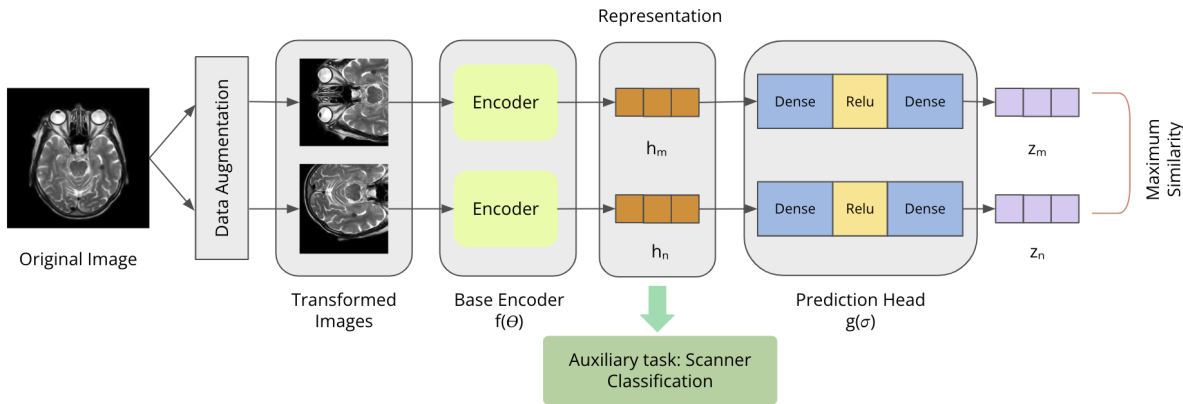 Representation
Original Image
Data Augmentation
Transformed
Images
Encoder
Encoder
Base Encoder
f(Θ)
hₘ
hₙ
Dense Relu Dense
Dense Relu Dense
Prediction Head
g(σ)
zₘ
zₙ
Maximum
Similarity
Auxiliary task: Scanner
Classification